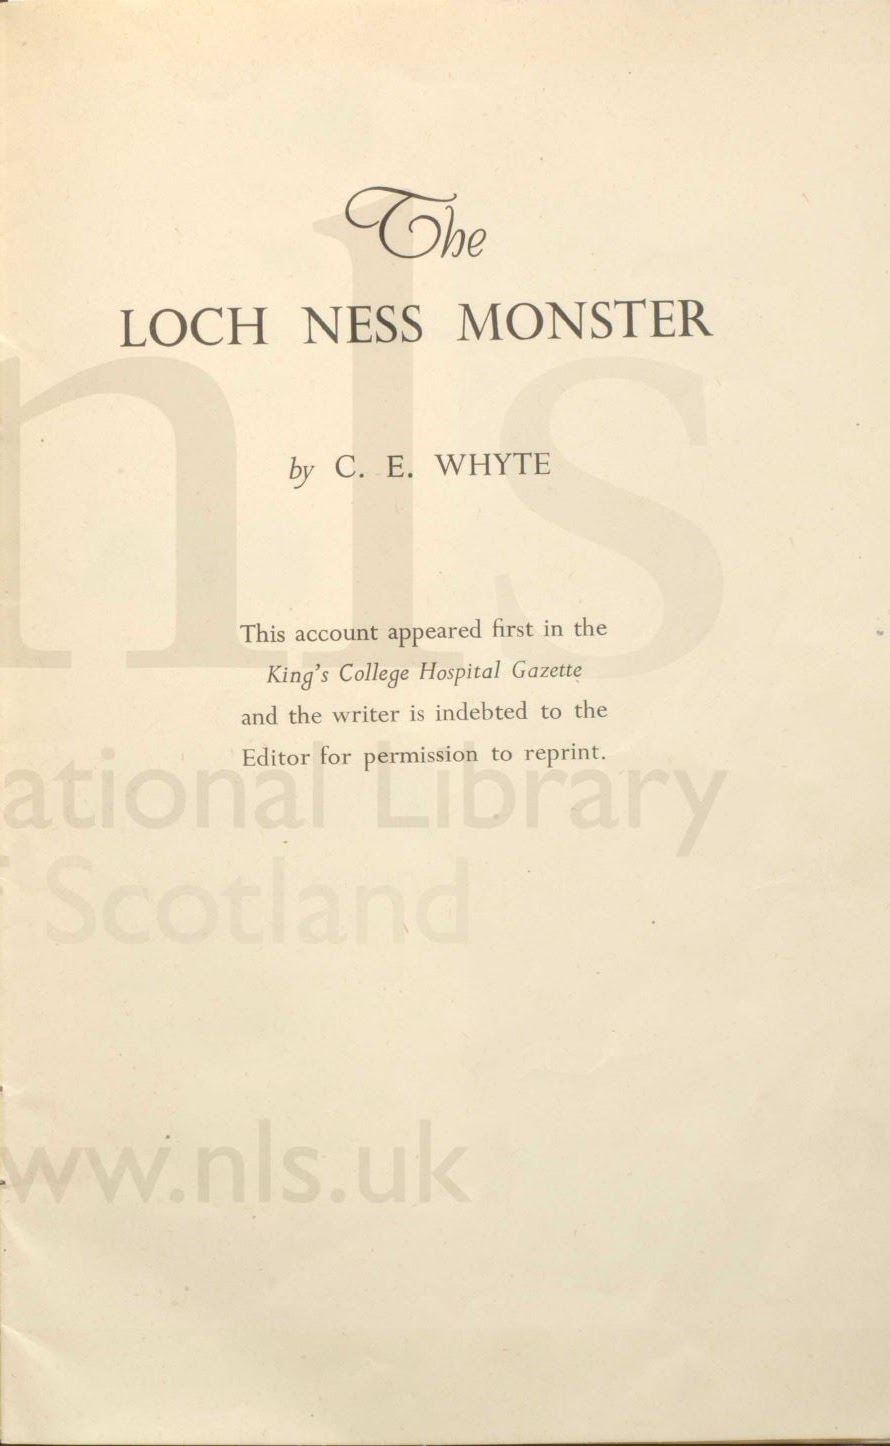 The
LOCH NESS MONSTER
by C. E. WHYTE
This account appeared first in the
King's College Hospital Gazette
and the writer is indebted to the
Editor for permission to reprint.
nls
ational Library
f Scotland
ww.nls.uk